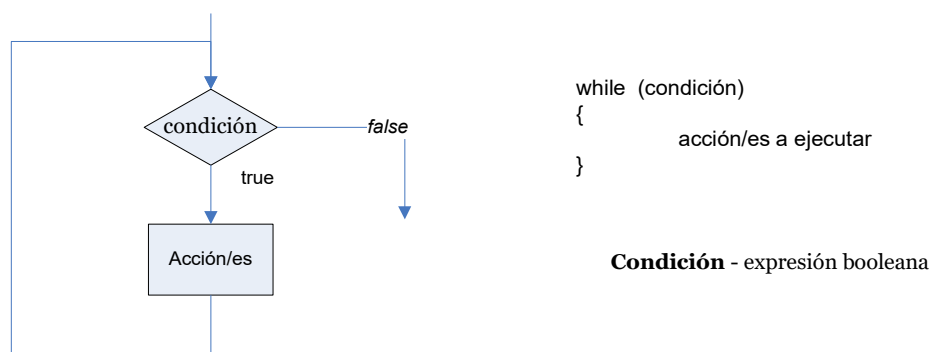 condición
false
true
Acción/es
while (condición)
{
acción/es a ejecutar
}
Condición - expresión booleana